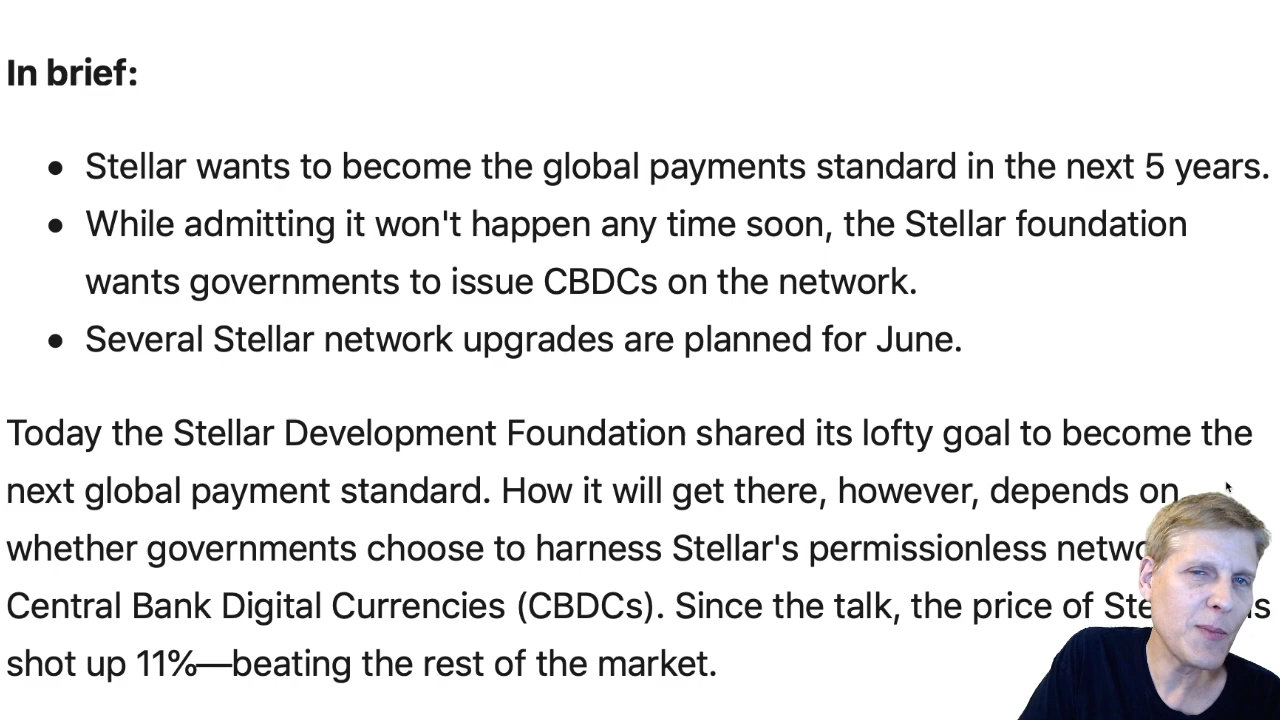 In brief:
• Stellar wants to become the global payments standard in the next 5 years.
• While admitting it won't happen any time soon, the Stellar foundation
wants governments to issue CBDCs on the network.
• Several Stellar network upgrades are planned for June.
Today the Stellar Development Foundation shared its lofty goal to become the
next global payment standard. How it will get there, however, depends on
whether governments choose to harness Stellar's permissionless
Central Bank Digital Currencies (CBDCs). Since the talk, the price of
shot up 11%—beating the rest of the market.